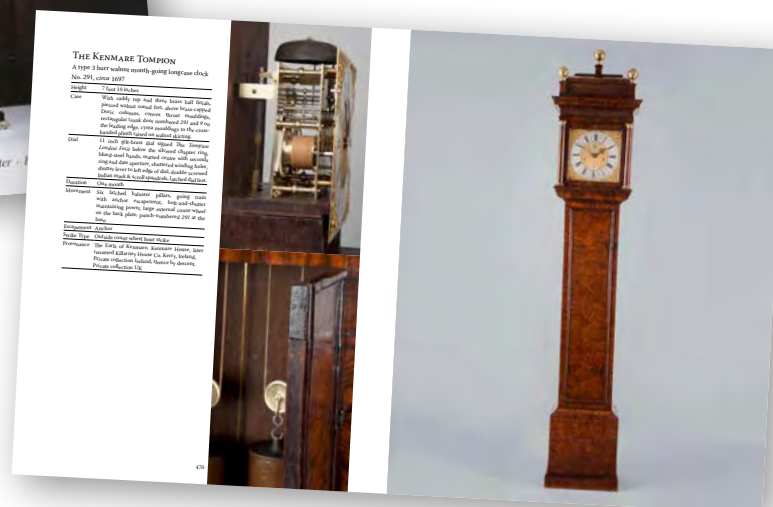 THE KENMARE TOMPION
A type 3 burr walnut month-going longcase clock
No. 291, circa 1697
Height 7 foot 10 inches
Case With caddy top and three brass ball finials,
pierced walnut sound fret, above brass-capped
Doric columns, convex throat mouldings,
rectangular trunk door numbered 291 and 9 on
the leading edge, cyma mouldings to the cross-
banded plinth raised on walnut skirting.
Dial 11 inch gilt-brass dial signed Tho Tompion
London Fecit below the silvered chapter ring,
blued-steel hands, matted centre with seconds
ring and date aperture, shuttered winding holes,
shutter lever to left edge of dial, double-screwed
Indian mask & scroll spandrels, latched dial feet.
Duration One month
Movement Six latched baluster pillars, going train
with anchor escapement, bolt-and-shutter
maintaining power, large external count-wheel
on the back plate, punch-numbered 291 at the
base.
Escapement Anchor
Strike Type Outside count-wheel hour strike
Provenance The Earls of Kenmare, Kenmare House, later
renamed Killarney House Co. Kerry, Ireland,
Private collection Ireland, thence by descent,
Private collection UK
470